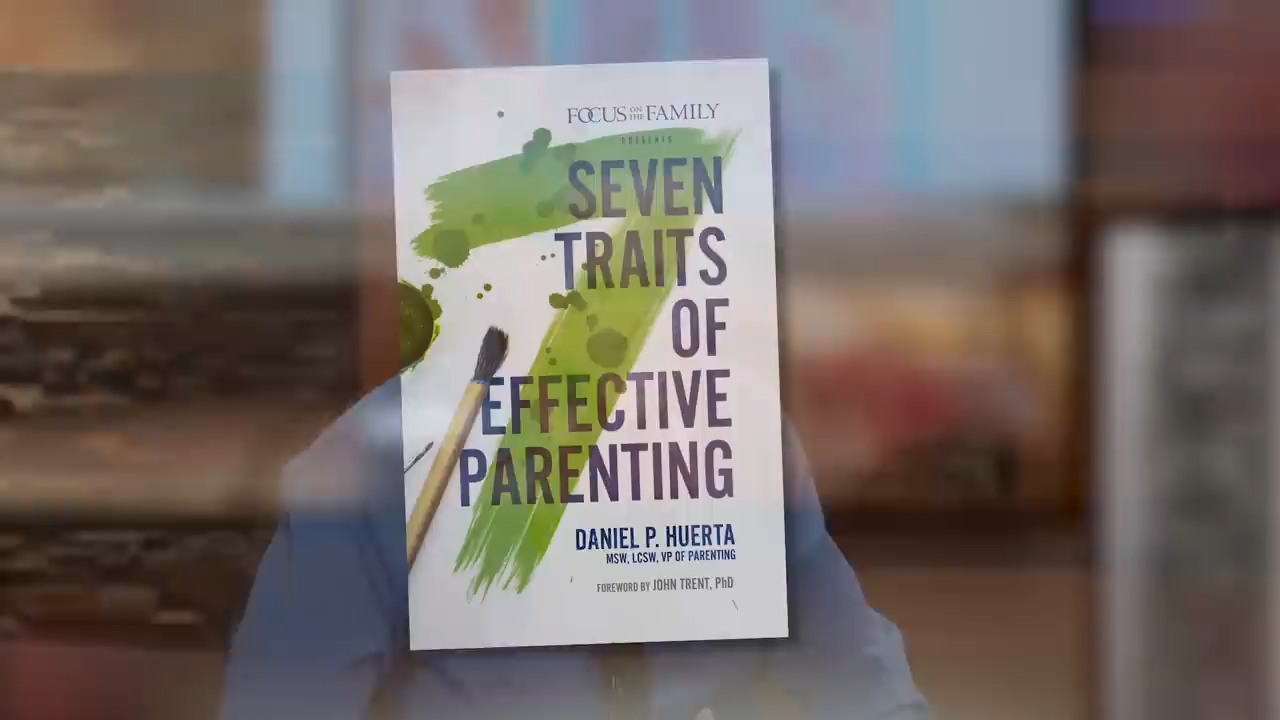 FOCUS ON THE FAMILY
PRESENTS
SEVEN
TRAITS
OF
EFFECTIVE
PARENTING
DANIEL P. HUERTA
MSW, LCSW, VP OF PARENTING
FOREWORD BY JOHN TRENT, PhD